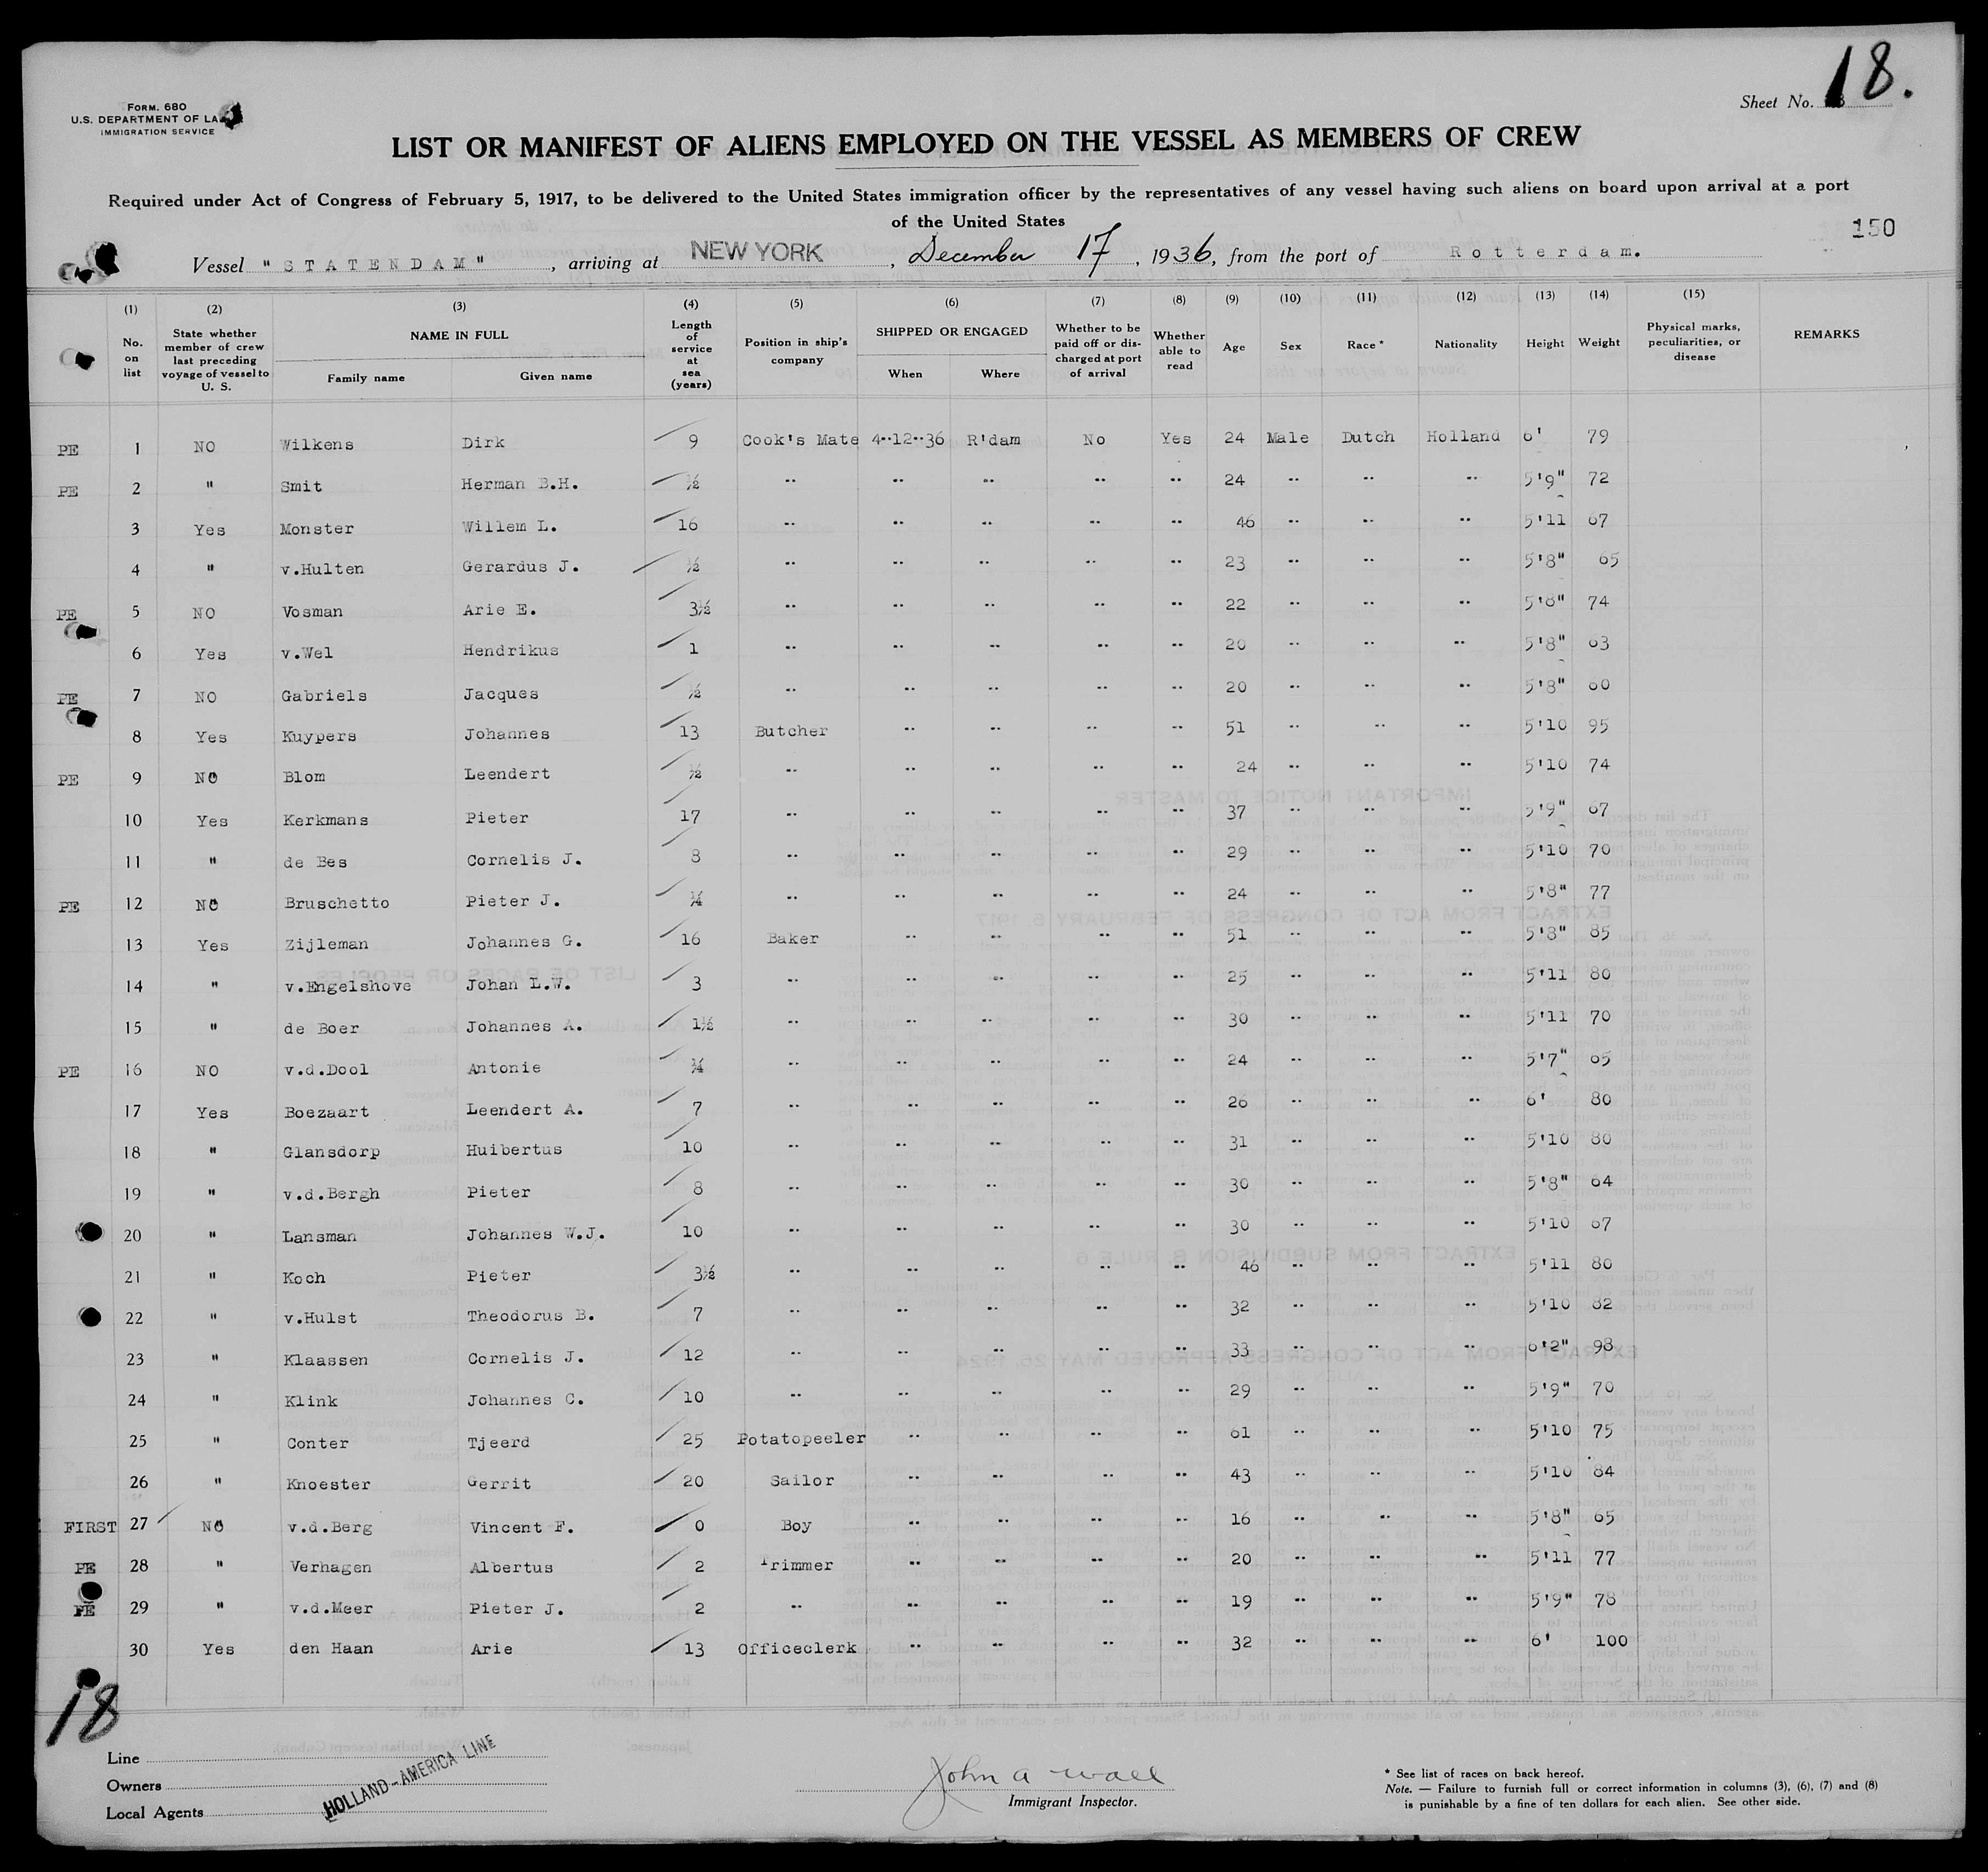 18.
Form. 680
U.S. DEPARTMENT OF LA
IMMIGRATION SERVICE
Sheet No.
LIST OR MANIFEST OF ALIENS EMPLOYED ON THE VESSEL AS MEMBERS OF CREW
Required under Act of Congress of February 5, 1917, to be delivered to the United States immigration officer by the representatives of any vessel having such aliens on board upon arrival at a port
of the United States
150
Vessel "STATENDAM", arriving at NEW YORK, December 17, 1936, from the port of Rotterdam.
(1) (2) (3) (4) (5) (6) (7) (8) (9) (10) (11) (12) (13) (14) (15)
No. on list State whether member of crew last preceding voyage of vessel to U. S. NAME IN FULL Family name Given name Length of service at sea (years) Position in ship's company SHIPPED OR ENGAGED When Where Whether to be paid off or discharged at port of arrival Whether able to read Age Sex Race * Nationality Height Weight Physical marks, peculiarities, or disease REMARKS
PE 1 NO Wilkens Dirk 9 Cook's Mate 4-12-36 R'dam No Yes 24 Male Dutch Holland 6' 79
PE 2 " Smit Herman B.H. ½ " " " " " 24 " " " 5'9" 72
3 Yes Monster Willem L. 16 " " " " " 46 " " " 5'11 67
4 " v.Hulten Gerardus J. ½ " " " " " 23 " " " 5'8" 65
PE 5 NO Vosman Arie E. 3½ " " " " " 22 " " " 5'8" 74
6 Yes v.Wel Hendrikus 1 " " " " " 20 " " " 5'8" 63
PE 7 NO Gabriels Jacques ½ " " " " " 20 " " " 5'8" 60
8 Yes Kuypers Johannes 13 Butcher " " " " 51 " " " 5'10 95
PE 9 NO Blom Leendert ½ " " " " " 24 " " " 5'10 74
10 Yes Kerkmans Pieter 17 " " " " " 37 " " " 5'9" 67
11 " de Bes Cornelis J. 8 " " " " " 29 " " " 5'10 70
PE 12 NO Bruschetto Pieter J. ¼ " " " " " 24 " " " 5'8" 77
13 Yes Zijleman Johannes G. 16 Baker " " " " 51 " " " 5'8" 85
14 " v.Engelshove Johan L.W. 3 " " " " " 25 " " " 5'11 80
15 " de Boer Johannes A. 1½ " " " " " 30 " " " 5'11 70
PE 16 NO v.d.Dool Antonie ¼ " " " " " 24 " " " 5'7" 65
17 Yes Boezaart Leendert A. 7 " " " " " 26 " " " 6' 80
18 " Glansdorp Huibertus 10 " " " " " 31 " " " 5'10 80
19 " v.d.Bergh Pieter 8 " " " " " 30 " " " 5'8" 64
20 " Lansman Johannes W.J. 10 " " " " " 30 " " " 5'10 67
21 " Koch Pieter 3½ " " " " " 46 " " " 5'11 80
22 " v.Hulst Theodorus B. 7 " " " " " 32 " " " 5'10 82
23 " Klaassen Cornelis J. 12 " " " " " 33 " " " 6'2" 98
24 " Klink Johannes C. 10 " " " " " 29 " " " 5'9" 70
25 " Conter Tjeerd 25 Potatopeeler " " " " 61 " " " 5'10 75
26 " Knoester Gerrit 20 Sailor " " " " 43 " " " 5'10 84
FIRST 27 NO v.d.Berg Vincent F. 0 Boy " " " " 16 " " " 5'8" 65
PE 28 " Verhagen Albertus 2 Trimmer " " " " 20 " " " 5'11 77
PE 29 " v.d.Meer Pieter J. 2 " " " " " 19 " " " 5'9" 78
30 Yes den Haan Arie 13 Officeclerk " " " " 32 " " " 6' 100
18
Line
Owners
Local Agents
HOLLAND-AMERICA LINE
John A Wall
Immigrant Inspector.
* See list of races on back hereof.
Note. — Failure to furnish full or correct information in columns (3), (6), (7) and (8)
is punishable by a fine of ten dollars for each alien. See other side.